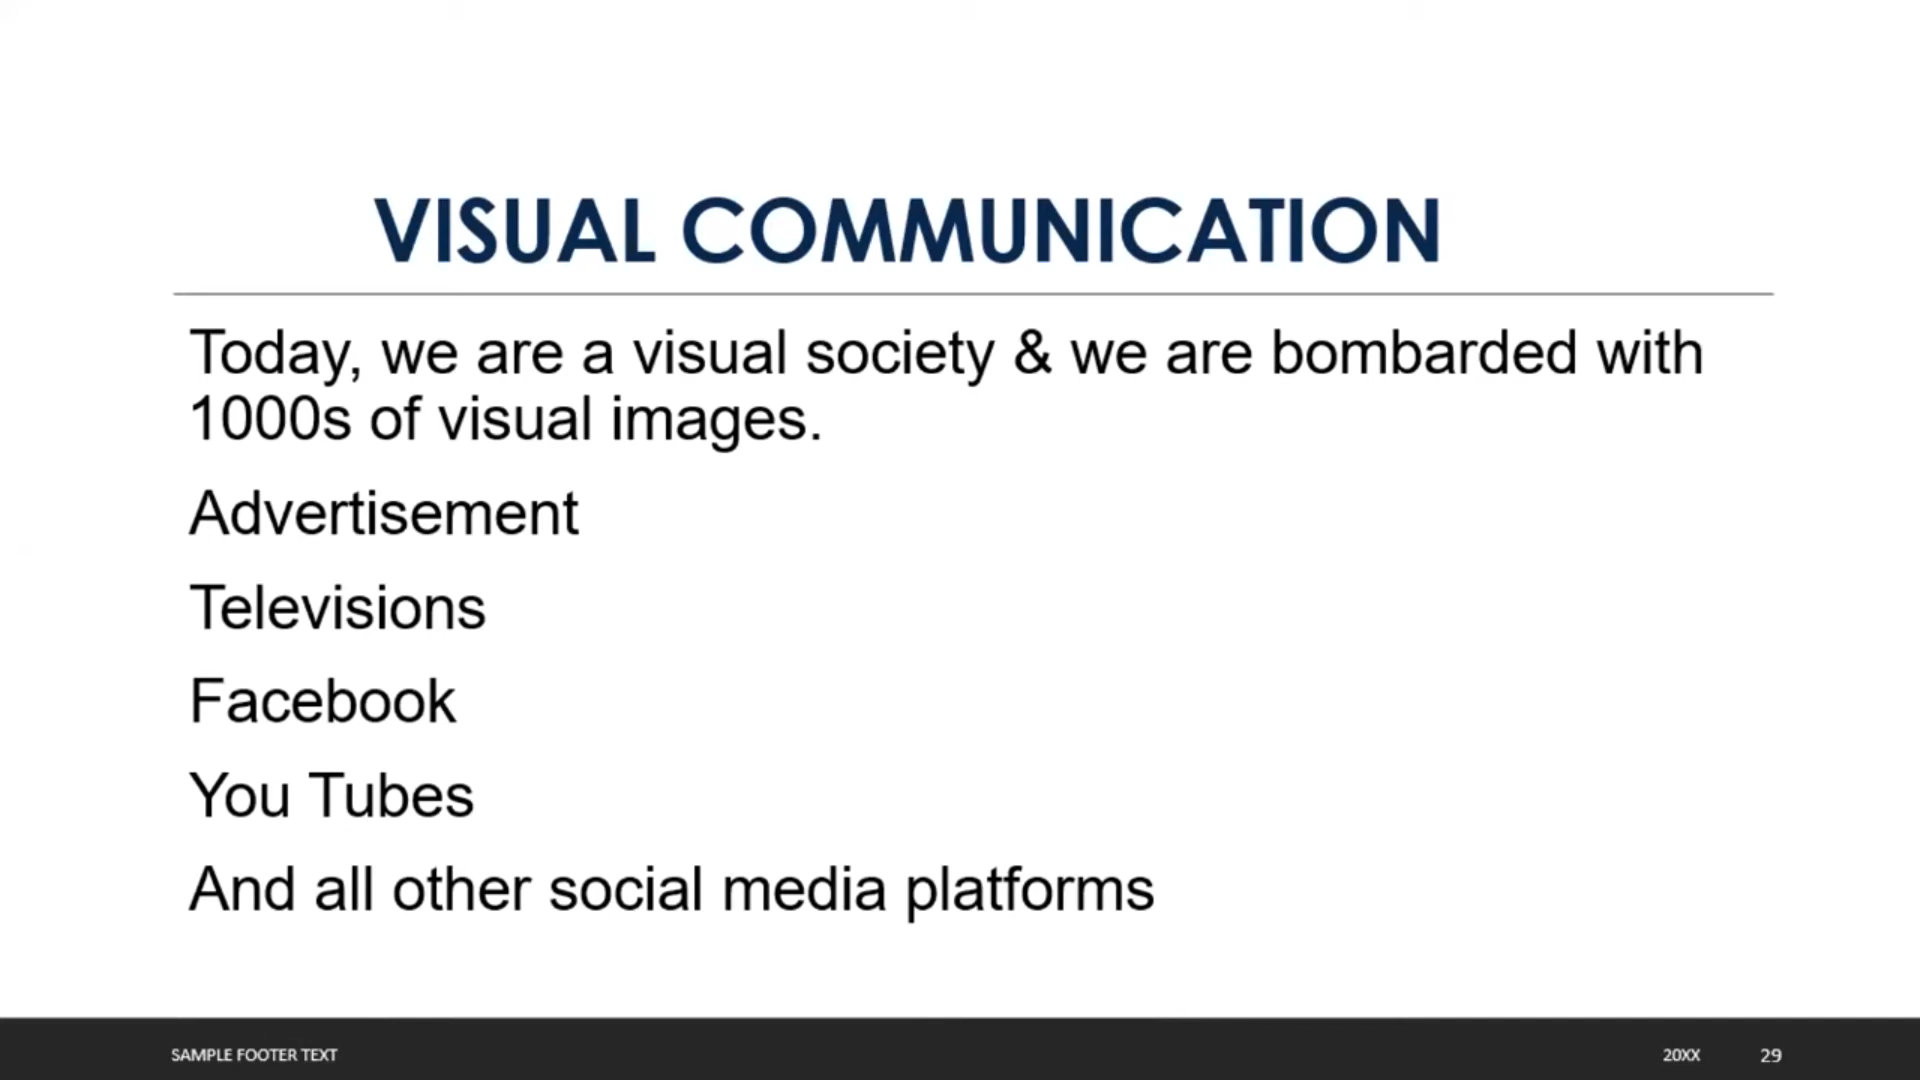 VISUAL COMMUNICATION
Today, we are a visual society & we are bombarded with
1000s of visual images.
Advertisement
Televisions
Facebook
You Tubes
And all other social media platforms
SAMPLE FOOTER TEXT
20XX
29